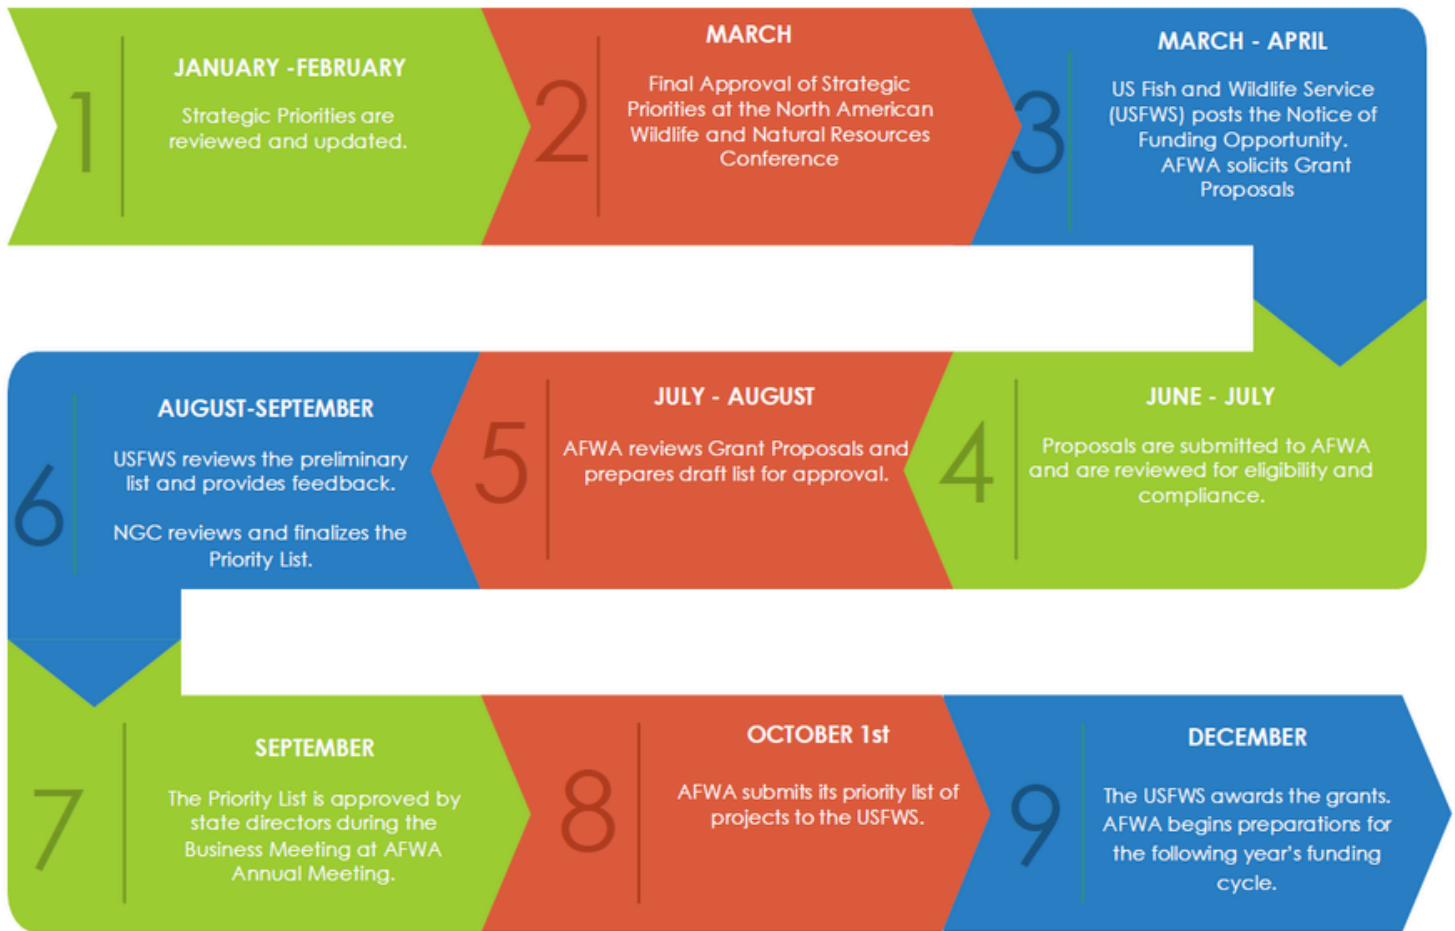 1
JANUARY -FEBRUARY
Strategic Priorities are
reviewed and updated.
2
MARCH
Final Approval of Strategic
Priorities at the North American
Wildlife and Natural Resources
Conference
3
MARCH - APRIL
US Fish and Wildlife Service
(USFWS) posts the Notice of
Funding Opportunity.
AFWA solicits Grant
Proposals
4
JUNE - JULY
Proposals are submitted to AFWA
and are reviewed for eligibility and
compliance.
5
JULY - AUGUST
AFWA reviews Grant Proposals and
prepares draft list for approval.
6
AUGUST-SEPTEMBER
USFWS reviews the preliminary
list and provides feedback.
NGC reviews and finalizes the
Priority List.
7
SEPTEMBER
The Priority List is approved by
state directors during the
Business Meeting at AFWA
Annual Meeting.
8
OCTOBER 1st
AFWA submits its priority list of
projects to the USFWS.
9
DECEMBER
The USFWS awards the grants.
AFWA begins preparations for
the following year's funding
cycle.